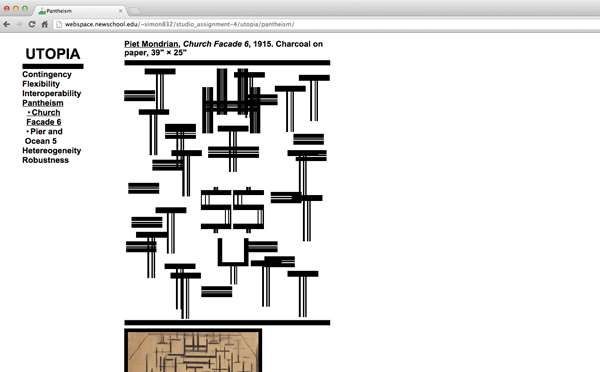 Pantheism
webspace.newschool.edu/~simon832/studio_assignment-4/utopia/pantheism/
UTOPIA
Contingency
Flexibility
Interoperability
Pantheism
• Church
Facade 6
• Pier and
Ocean 5
Hetereogeneity
Robustness
Piet Mondrian, Church Facade 6, 1915. Charcoal on
paper, 39" × 25"